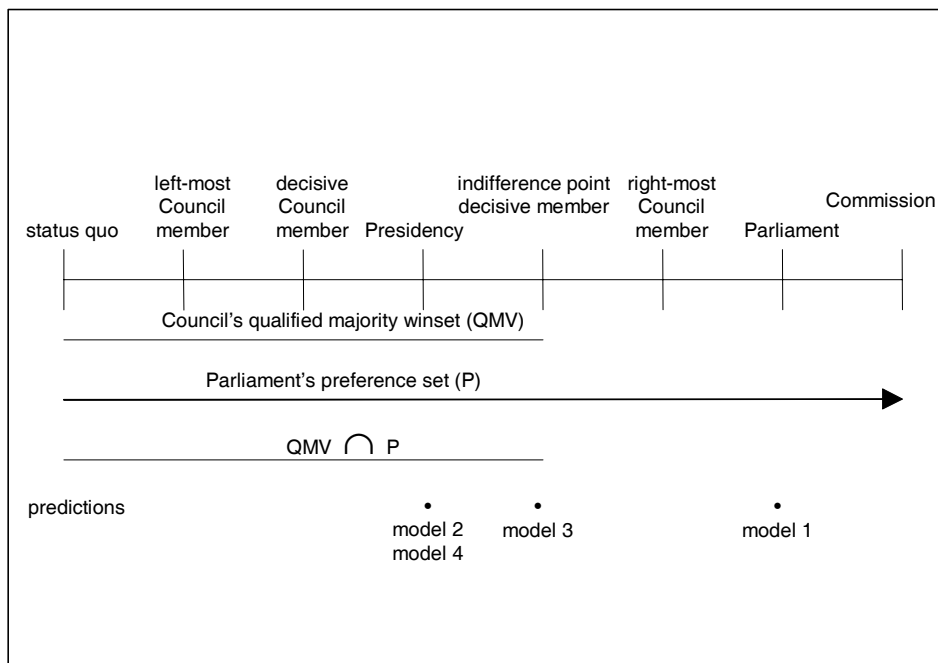 left-most decisive indifference point right-most
Council Council decisive member Council Commission
status quo member member Presidency member Parliament
Council’s qualified majority winset (QMV)
Parliament’s preference set (P)
QMV ⋂ P
predictions
model 2 model 3 model 1
model 4